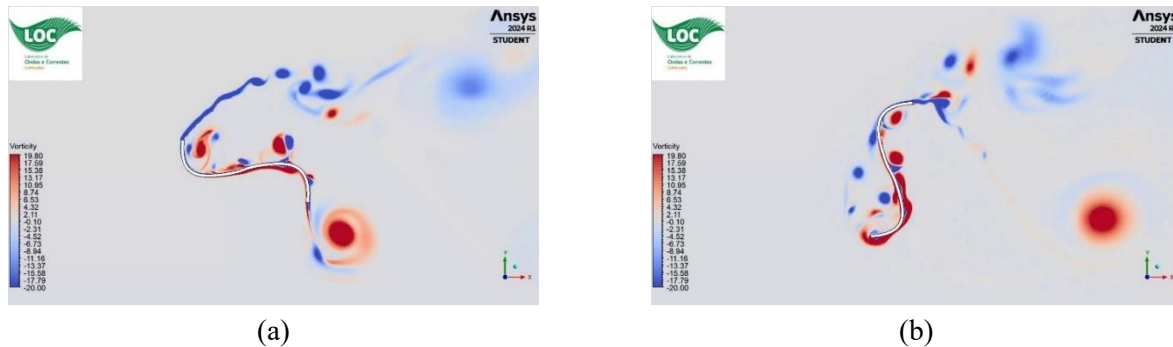 LOC
Laboratório de
Ondas e Correntes
Ansys
2024 R1
STUDENT
Vorticity
19.80
17.59
15.38
13.17
10.95
8.74
6.53
4.32
2.11
-0.10
-2.31
-4.52
-6.73
-8.94
-11.16
-13.37
-15.58
-17.79
-20.00
Y
X
(a)
LOC
Laboratório de
Ondas e Correntes
Ansys
2024 R1
STUDENT
Vorticity
19.80
17.59
15.38
13.17
10.95
8.74
6.53
4.32
2.11
-0.10
-2.31
-4.52
-6.73
-8.94
-11.16
-13.37
-15.58
-17.79
-20.00
Y
X
(b)